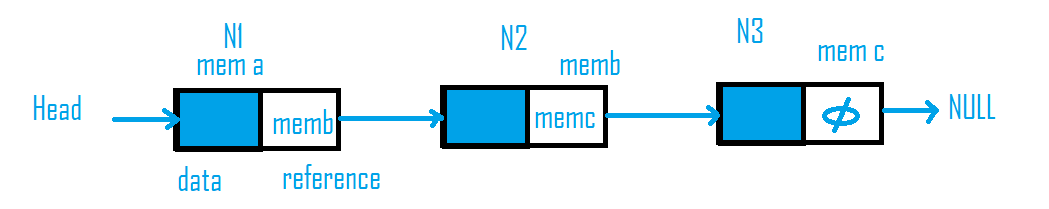 Head
N1
mem a
memb
data
reference
N2
memb
memc
N3
mem c
ϕ
NULL